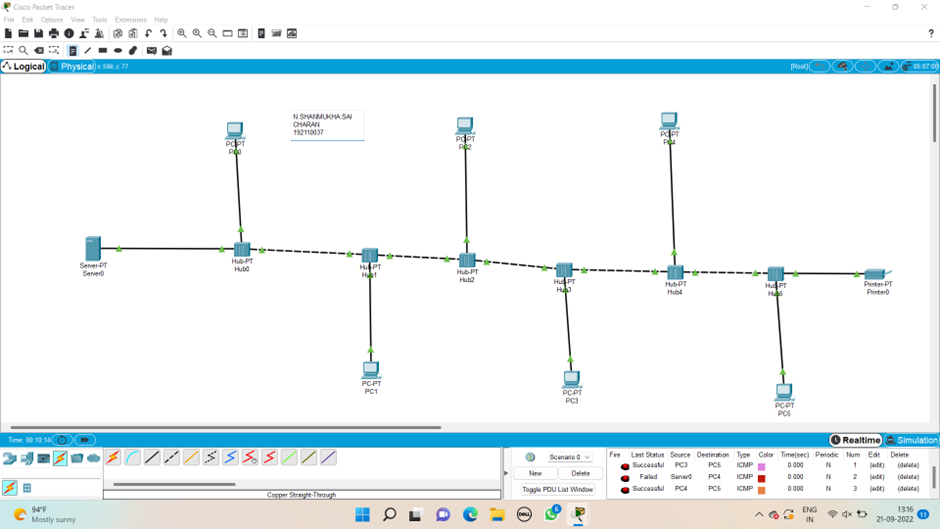 Cisco Packet Tracer
File Edit Options View Tools Extensions Help
?
Logical Physical x: 598, y: 77 [Root] 05:07:00
N.SHANMUKHA SAI
CHARAN
192110037
PC-PT
PC0
PC-PT
PC2
PC-PT
PC4
Server-PT
Server0
Hub-PT
Hub0
Hub-PT
Hub1
Hub-PT
Hub2
Hub-PT
Hub3
Hub-PT
Hub4
Hub-PT
Hub5
Printer-PT
Printer0
PC-PT
PC1
PC-PT
PC3
PC-PT
PC5
Time: 00:10:14 Realtime Simulation
Scenario 0
New Delete
Toggle PDU List Window
Copper Straight-Through
Fire Last Status Source Destination Type Color Time(sec) Periodic Num Edit Delete
Successful PC3 PC5 ICMP 0.000 N 1 (edit) (delete)
Failed Server0 PC4 ICMP 0.000 N 2 (edit) (delete)
Successful PC4 PC5 ICMP 0.000 N 3 (edit) (delete)
94°F
Mostly sunny
DELL
6
ENG
IN
13:16
21-09-2022
11